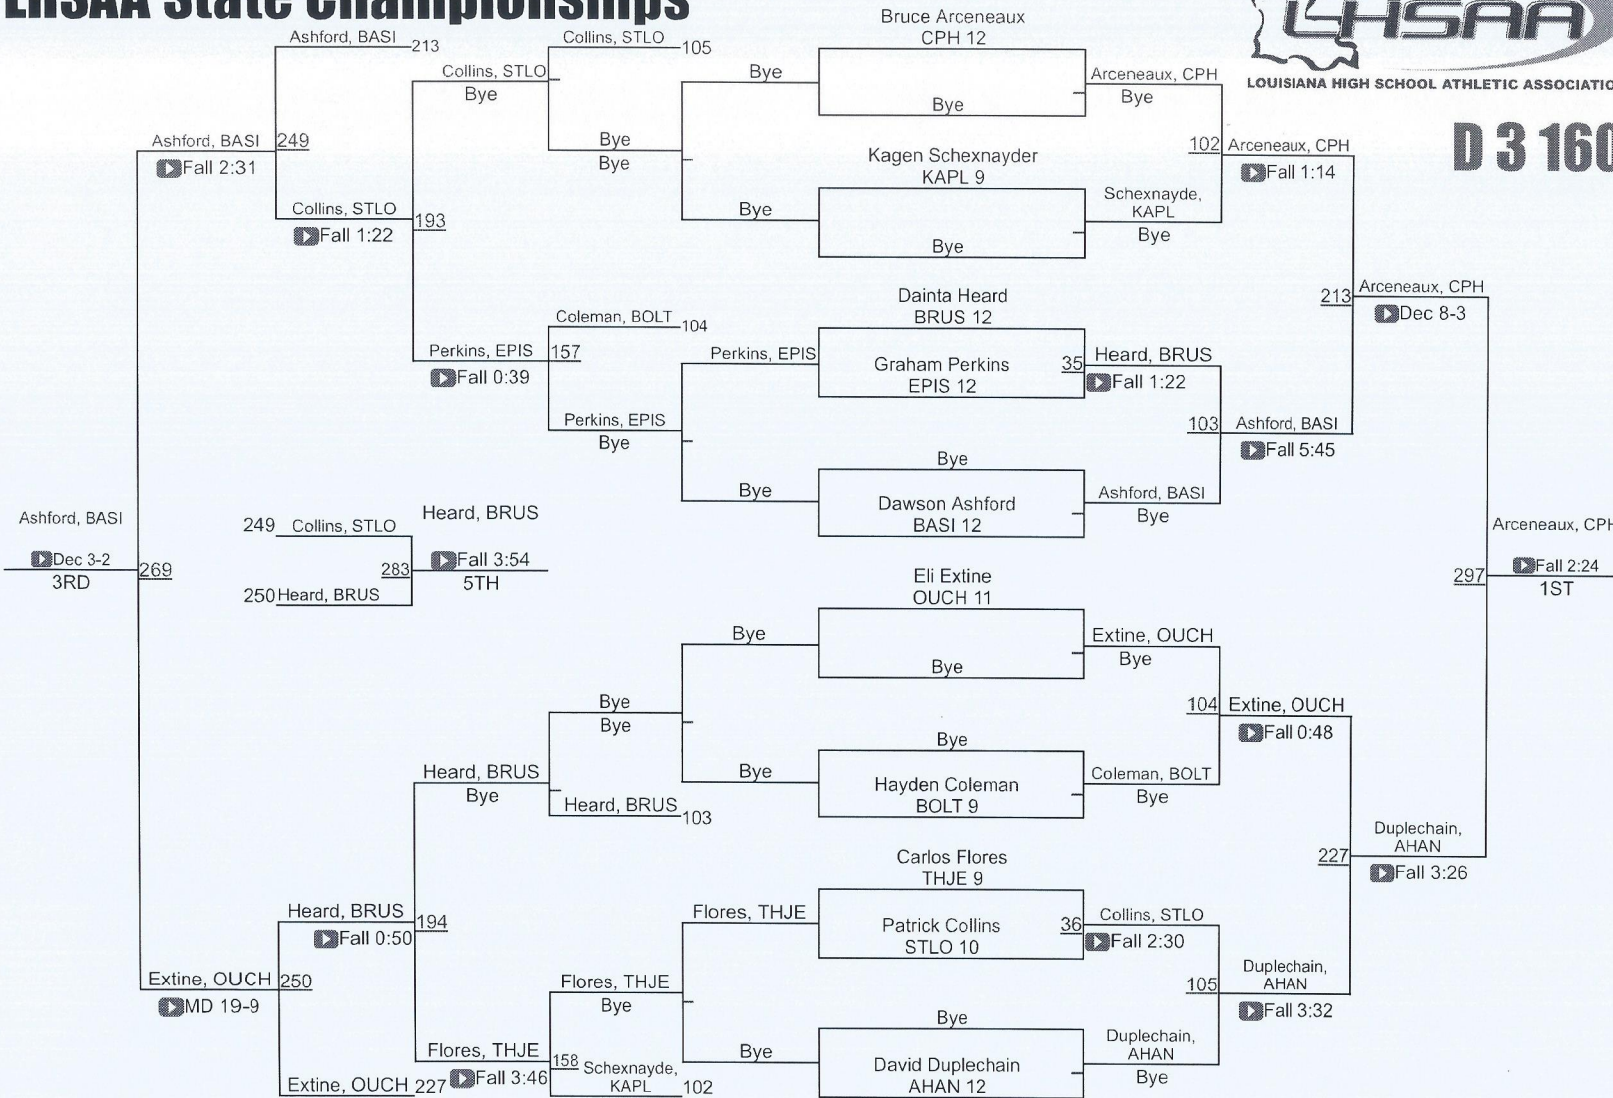 LHSAA State Championships
LHSAA
LOUISIANA HIGH SCHOOL ATHLETIC ASSOCIATIO
D 3 160
Ashford, BASI 213
Ashford, BASI 249
Fall 2:31
Collins, STLO 193
Fall 1:22
Collins, STLO
Bye
Collins, STLO 105
Bye
Bye
Bye
Bye
Perkins, EPIS 157
Fall 0:39
Coleman, BOLT 104
Perkins, EPIS
Bye
Perkins, EPIS
Bye
Ashford, BASI
Dec 3-2
3RD
269
249 Collins, STLO
250 Heard, BRUS
283
Heard, BRUS
Fall 3:54
5TH
Extine, OUCH 250
MD 19-9
Heard, BRUS 194
Fall 0:50
Extine, OUCH 227
Heard, BRUS
Bye
Bye
Bye
Heard, BRUS 103
Bye
Bye
Flores, THJE 158
Fall 3:46
Flores, THJE
Bye
Schexnayde,
KAPL 102
Flores, THJE
Bye
Bruce Arceneaux
CPH 12
Bye
Kagen Schexnayder
KAPL 9
Bye
Dainta Heard
BRUS 12
Graham Perkins
EPIS 12
35
Bye
Dawson Ashford
BASI 12
Eli Extine
OUCH 11
Bye
Bye
Hayden Coleman
BOLT 9
Carlos Flores
THJE 9
Patrick Collins
STLO 10
36
Bye
David Duplechain
AHAN 12
Arceneaux, CPH
Bye
102
Schexnayde,
KAPL
Bye
Heard, BRUS
Fall 1:22
103
Ashford, BASI
Bye
Extine, OUCH
Bye
104
Coleman, BOLT
Bye
Collins, STLO
Fall 2:30
105
Duplechain,
AHAN
Bye
Arceneaux, CPH
Fall 1:14
213
Ashford, BASI
Fall 5:45
Extine, OUCH
Fall 0:48
227
Duplechain,
AHAN
Fall 3:32
Arceneaux, CPH
Dec 8-3
297
Duplechain,
AHAN
Fall 3:26
Arceneaux, CPH
Fall 2:24
1ST